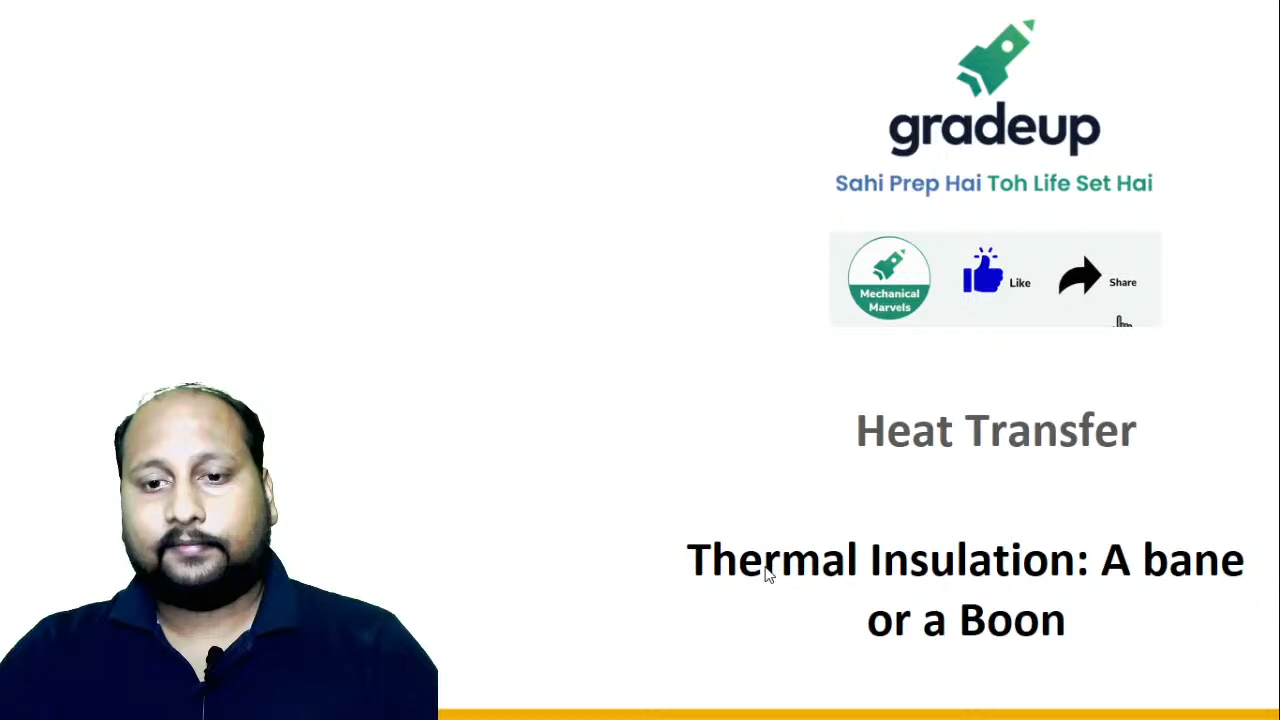 gradeup
Sahi Prep Hai Toh Life Set Hai
Mechanical
Marvels
Like
Share
Heat Transfer
Thermal Insulation: A bane
or a Boon